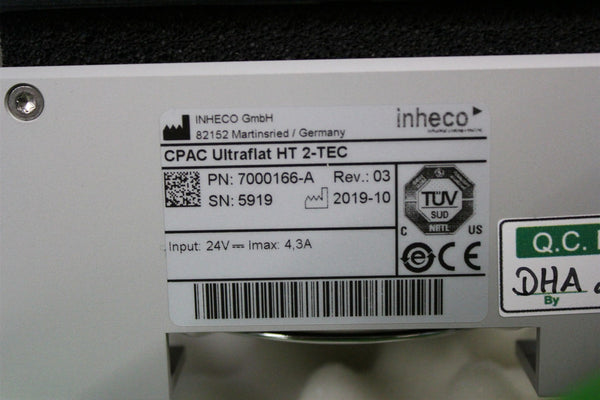 INHECO GmbH
82152 Martinsried / Germany
inheco
CPAC Ultraflat HT 2-TEC
PN: 7000166-A Rev.: 03
SN: 5919 2019-10
TÜV
SÜD
NRTL
C US
Input: 24V⎓ Imax: 4,3A
e CE
Q.C.
DHA
By